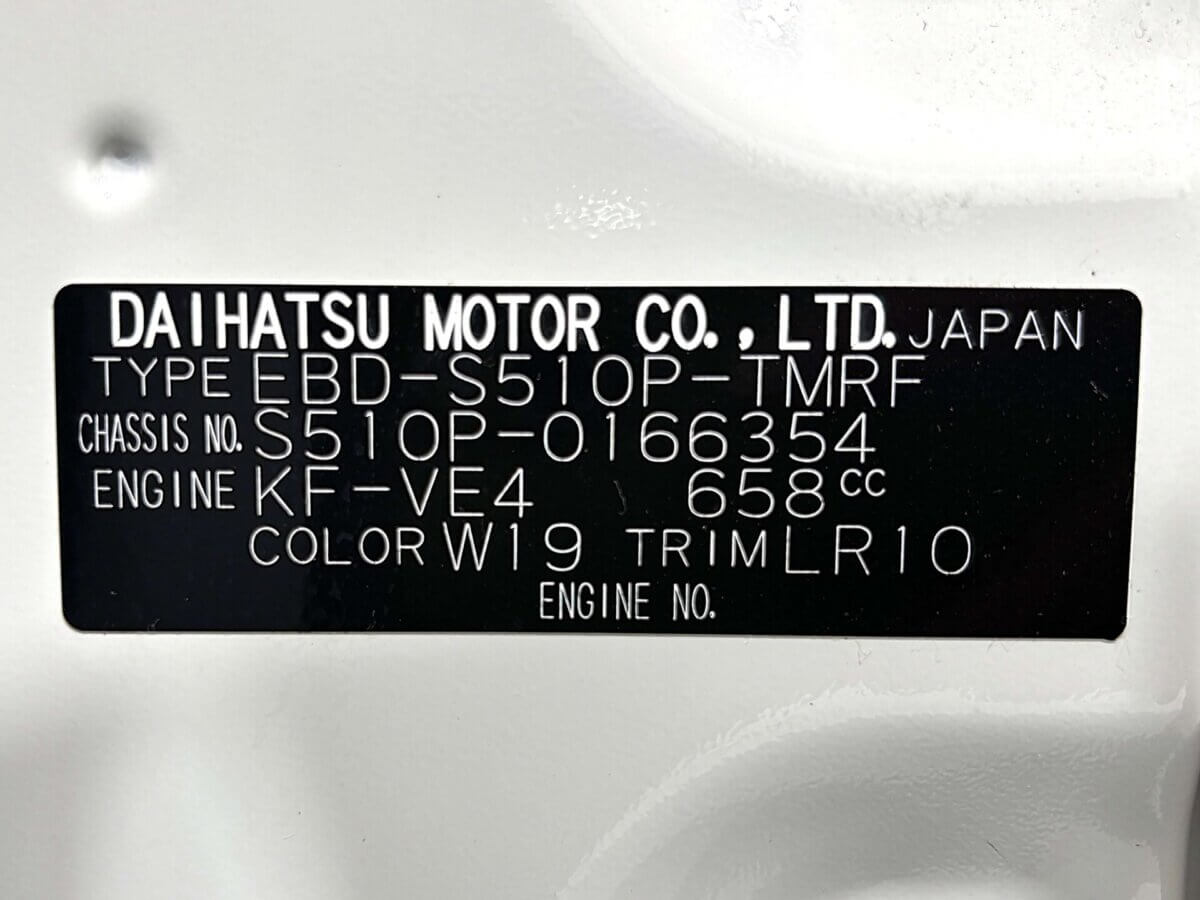 DAIHATSU MOTOR CO.,LTD. JAPAN
TYPE EBD-S510P-TMRF
CHASSIS NO. S510P-0166354
ENGINE KF-VE4 658cc
COLOR W19 TRIM LR10
ENGINE NO.